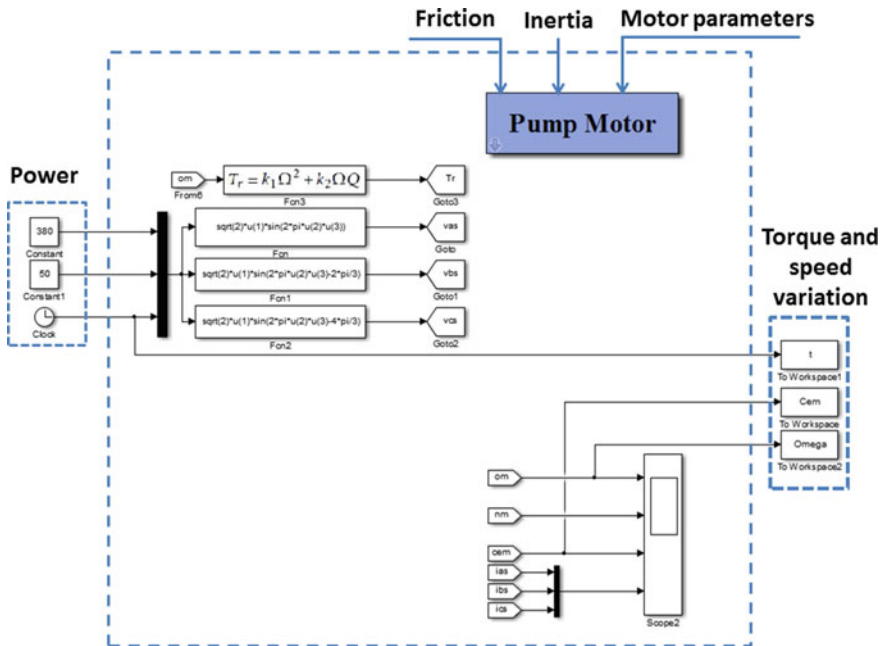 Friction
Inertia
Motor parameters
Pump Motor
Power
om
From6
T_r = k_1Ω^2 + k_2ΩQ
Fcn3
Tr
Goto3
380
Constant
sqrt(2)*u(1)*sin(2*pi*u(2)*u(3))
Fcn
vas
Goto
50
Constant1
sqrt(2)*u(1)*sin(2*pi*u(2)*u(3)-2*pi/3)
Fcn1
vbs
Goto1
Clock
sqrt(2)*u(1)*sin(2*pi*u(2)*u(3)-4*pi/3)
Fcn2
vcs
Goto2
Torque and
speed
variation
t
To Workspace1
Cem
To Workspace
Omega
To Workspace2
om
nm
cem
ias
ibs
ics
Scope2